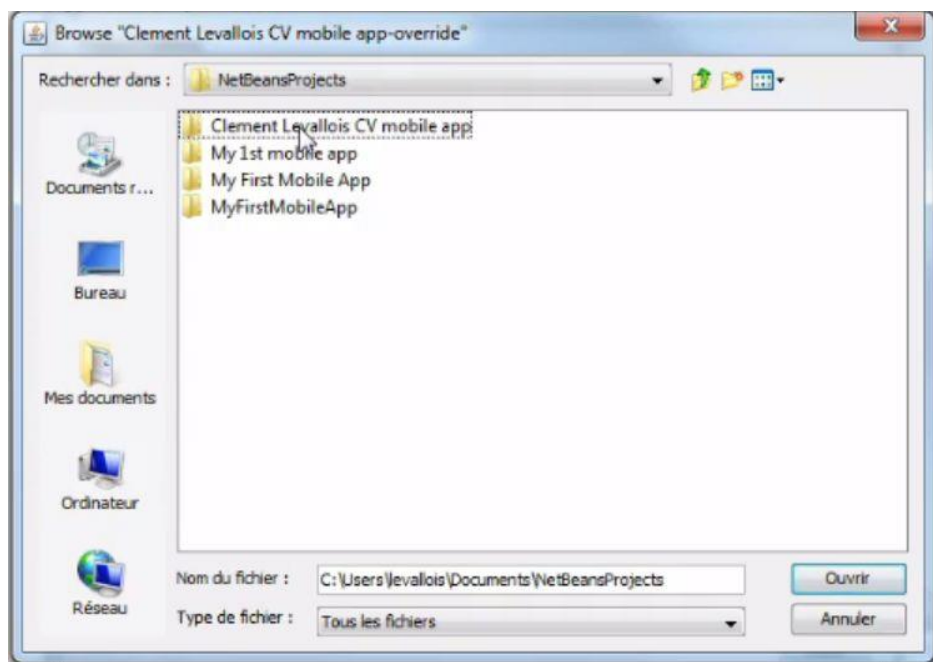 Browse "Clement Levallois CV mobile app-override"
Rechercher dans : NetBeansProjects
Clement Levallois CV mobile app
My 1st mobile app
My First Mobile App
MyFirstMobileApp
Documents r...
Bureau
Mes documents
Ordinateur
Réseau
Nom du fichier : C:\Users\levallois\Documents\NetBeansProjects
Ouvrir
Type de fichier : Tous les fichiers
Annuler